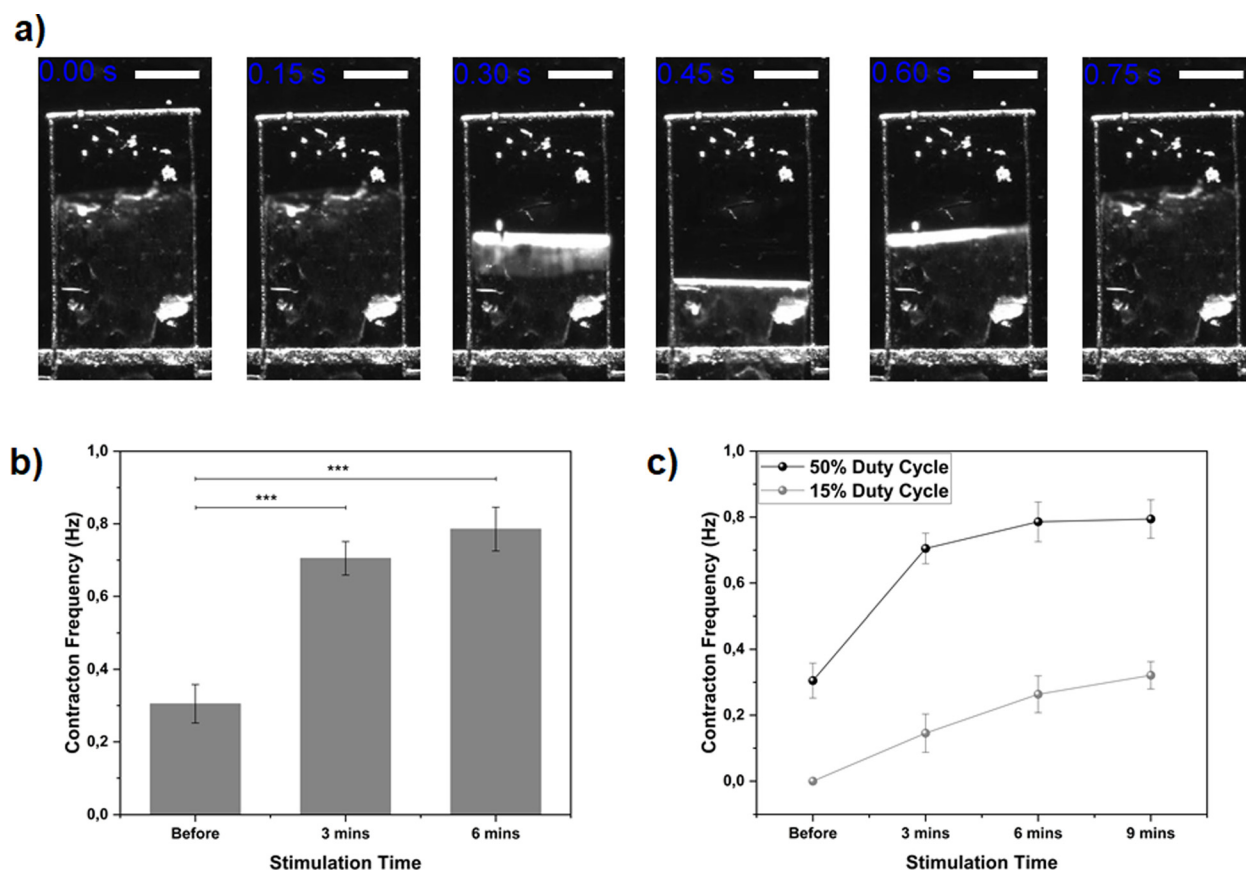 a)
0.00 s 0.15 s 0.30 s 0.45 s 0.60 s 0.75 s
b)
1,0
0,8
0,6
0,4
0,2
0,0
Contracton Frequency (Hz)
***
***
Before 3 mins 6 mins
Stimulation Time
c)
1,0
0,8
0,6
0,4
0,2
0,0
Contracton Frequency (Hz)
50% Duty Cycle
15% Duty Cycle
Before 3 mins 6 mins 9 mins
Stimulation Time